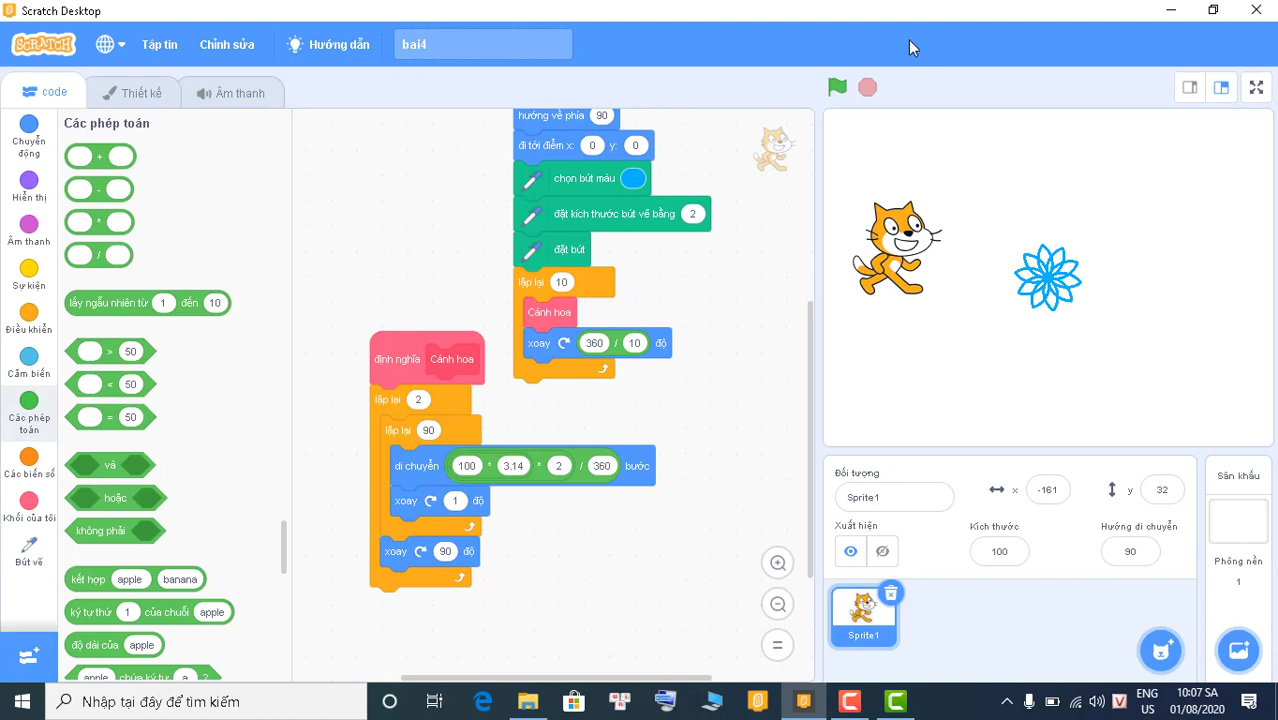 Scratch Desktop
SCRATCH
Tập tin
Chỉnh sửa
Hướng dẫn
bai4
code
Thiết kế
Âm thanh
Chuyển động
Hiển thị
Âm thanh
Sự kiện
Điều khiển
Cảm biến
Các phép toán
Các biến số
Khối của tôi
Bút vẽ
Các phép toán
+
-
*
/
lấy ngẫu nhiên từ 1 đến 10
> 50
< 50
= 50
và
hoặc
không phải
kết hợp apple banana
ký tự thứ 1 của chuỗi apple
độ dài của apple
apple chứa ký tự a ?
hướng về phía 90
đi tới điểm x: 0 y: 0
chọn bút màu
đặt kích thước bút vẽ bằng 2
đặt bút
lặp lại 10
Cánh hoa
xoay 360 / 10 độ
định nghĩa Cánh hoa
lặp lại 2
lặp lại 90
di chuyển 100 * 3.14 * 2 / 360 bước
xoay 1 độ
xoay 90 độ
Đối tượng
Sprite1
x -161
y 32
Xuất hiện
Kích thước
100
Hướng di chuyển
90
Sprite1
Sân khấu
Phông nền
1
Nhập tại đây để tìm kiếm
V
ENG
US
10:07 SA
01/08/2020